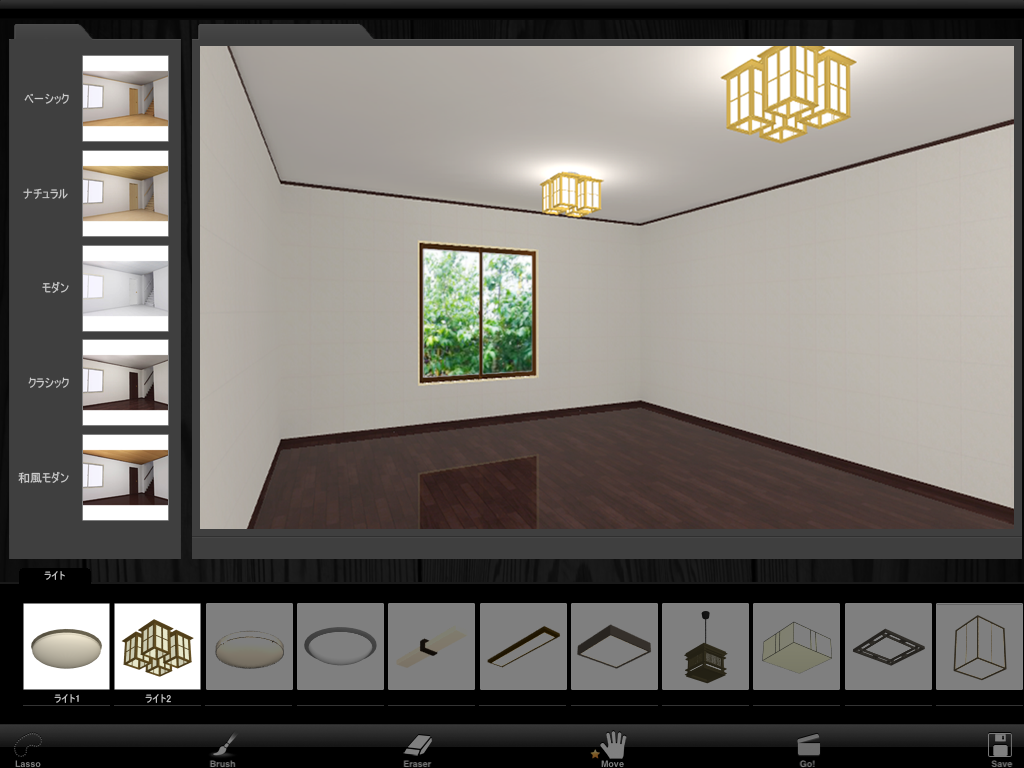 ベーシック
ナチュラル
モダン
クラシック
和風モダン
ライト
ライト1
ライト2
Lasso
Brush
Eraser
Move
Go!
Save